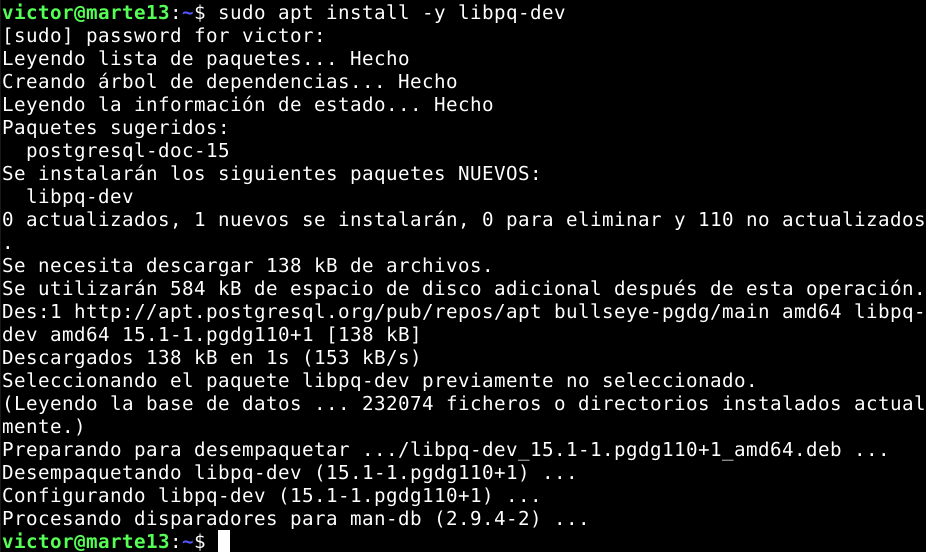 victor@marte13:~$ sudo apt install -y libpq-dev
[sudo] password for victor:
Leyendo lista de paquetes... Hecho
Creando árbol de dependencias... Hecho
Leyendo la información de estado... Hecho
Paquetes sugeridos:
  postgresql-doc-15
Se instalarán los siguientes paquetes NUEVOS:
  libpq-dev
0 actualizados, 1 nuevos se instalarán, 0 para eliminar y 110 no actualizados
.
Se necesita descargar 138 kB de archivos.
Se utilizarán 584 kB de espacio de disco adicional después de esta operación.
Des:1 http://apt.postgresql.org/pub/repos/apt bullseye-pgdg/main amd64 libpq-
dev amd64 15.1-1.pgdg110+1 [138 kB]
Descargados 138 kB en 1s (153 kB/s)
Seleccionando el paquete libpq-dev previamente no seleccionado.
(Leyendo la base de datos ... 232074 ficheros o directorios instalados actual
mente.)
Preparando para desempaquetar .../libpq-dev_15.1-1.pgdg110+1_amd64.deb ...
Desempaquetando libpq-dev (15.1-1.pgdg110+1) ...
Configurando libpq-dev (15.1-1.pgdg110+1) ...
Procesando disparadores para man-db (2.9.4-2) ...
victor@marte13:~$